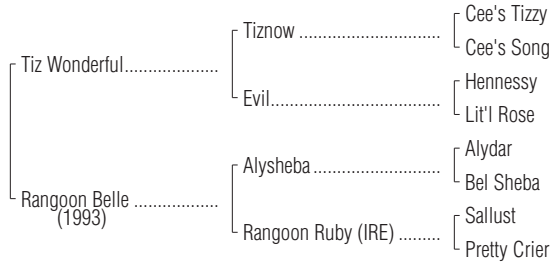 Cee's Tizzy
Tiznow ..................................
Cee's Song
Tiz Wonderful.......................
Hennessy
Evil.........................................
Lit'l Rose
Alydar
Alysheba ...............................
Bel Sheba
Rangoon Belle .....................
(1993)
Sallust
Rangoon Ruby (IRE) ..........
Pretty Crier